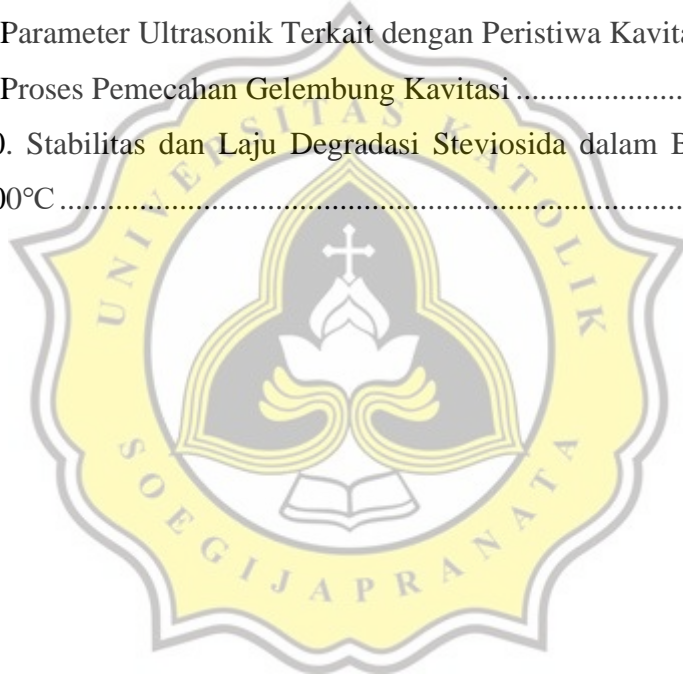 Parameter Ultrasonik Terkait dengan Peristiwa Kavita
Proses Pemecahan Gelembung Kavitasi ........................
0. Stabilitas dan Laju Degradasi Steviosida dalam B
00°C ..............................................................................
UNIVERSITAS KATOLIK
SOEGIJAPRANATA